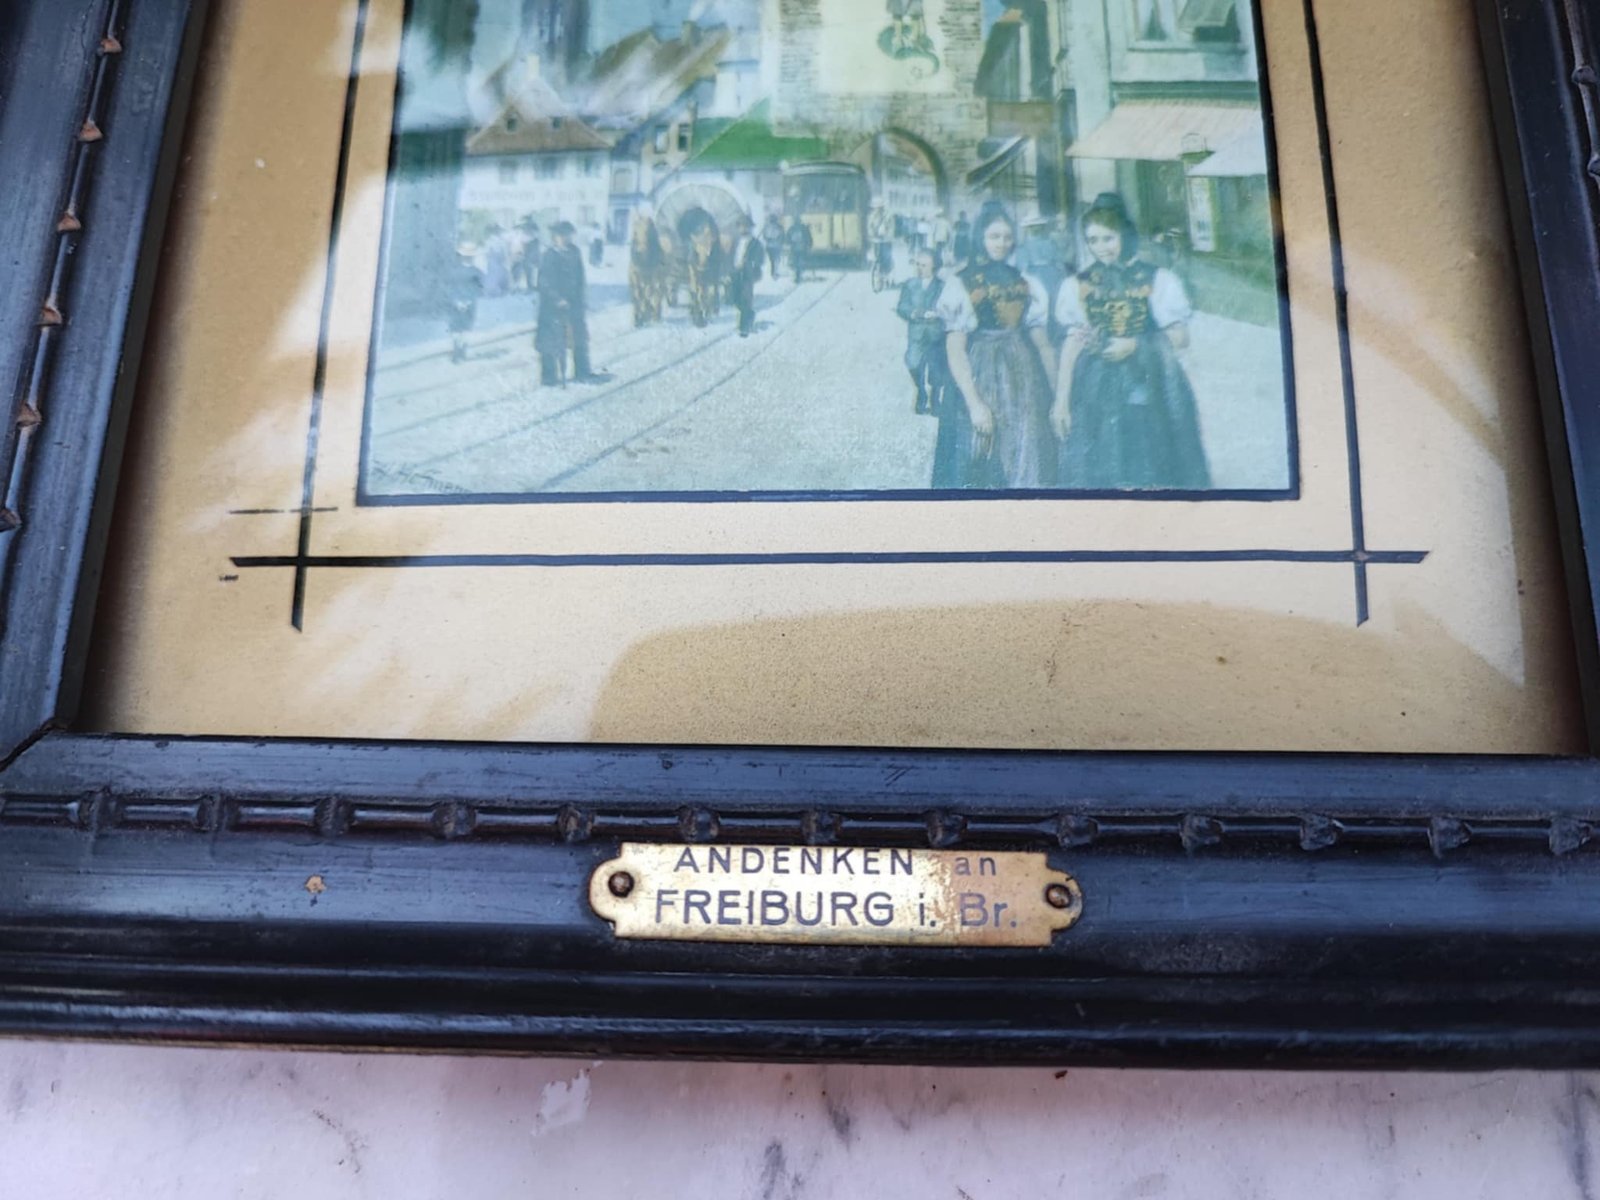 ANDENKEN an
FREIBURG i. Br.